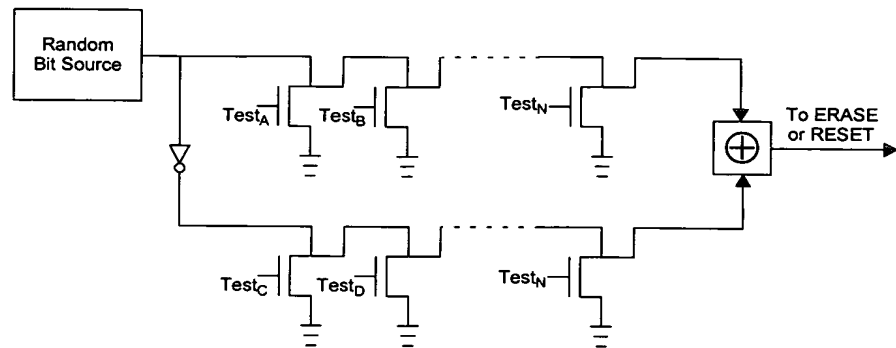 Random
Bit Source
Test_A
Test_B
Test_N
To ERASE
or RESET
Test_C
Test_D
Test_N